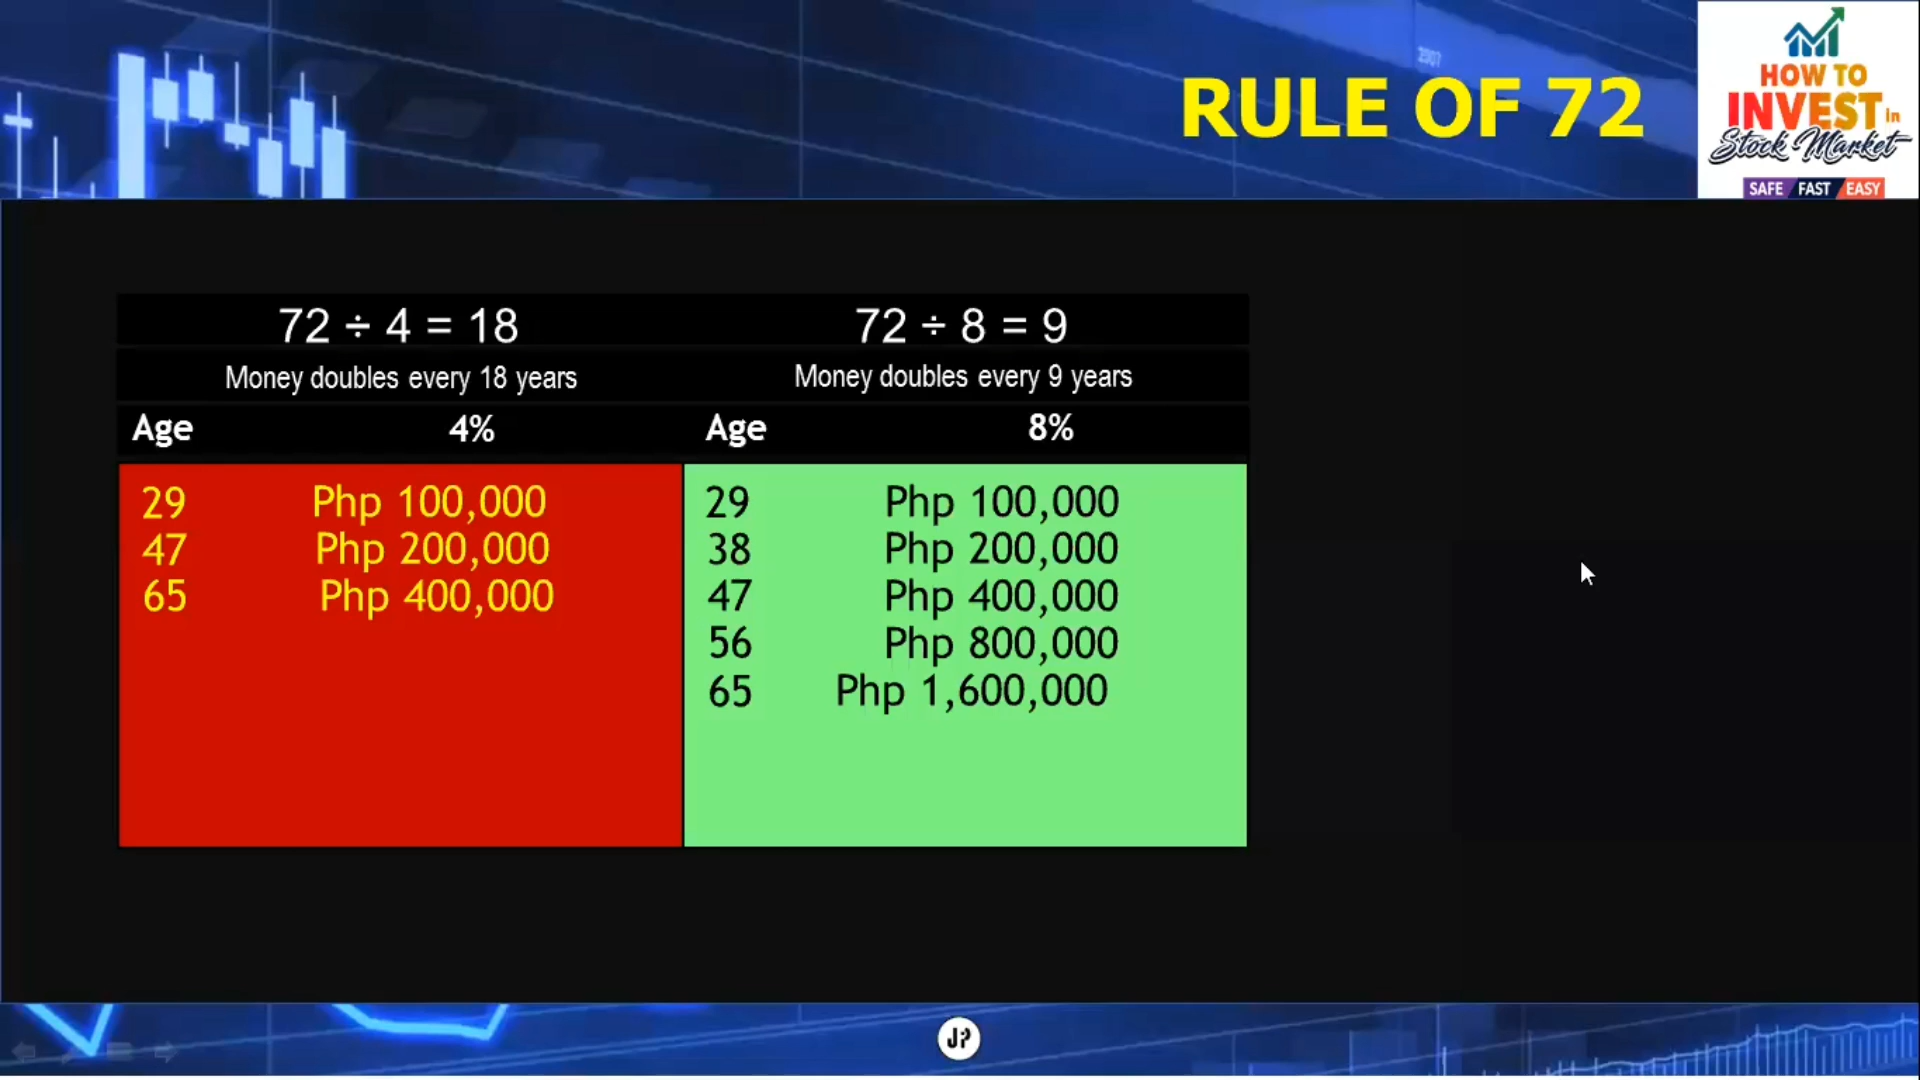 2007
RULE OF 72
HOW TO
INVEST in
Stock Market
SAFE FAST EASY
72 ÷ 4 = 18 72 ÷ 8 = 9
Money doubles every 18 years Money doubles every 9 years
Age 4% Age 8%
29 Php 100,000 29 Php 100,000
47 Php 200,000 38 Php 200,000
65 Php 400,000 47 Php 400,000
56 Php 800,000
65 Php 1,600,000
J?